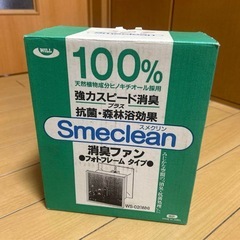 WILL
100%
天然植物成分ヒノキチオール採用
強力スピード消臭
プラス
抗菌・森林浴効果
Smeclean
スメクリン
消臭ファン
●フォトフレーム タイプ●